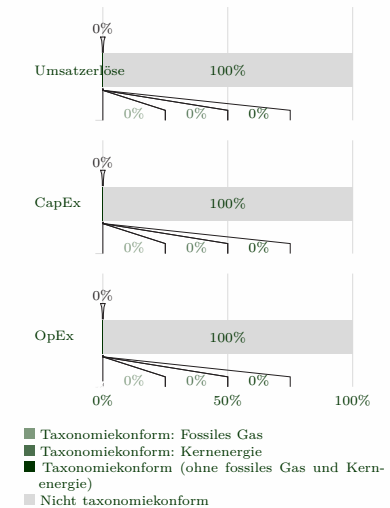 0%
Umsatzerlöse 100%
0% 0% 0%
0%
CapEx 100%
0% 0% 0%
0%
OpEx 100%
0% 0% 0%
0% 50% 100%
Taxonomiekonform: Fossiles Gas
Taxonomiekonform: Kernenergie
Taxonomiekonform (ohne fossiles Gas und Kern-
energie)
Nicht taxonomiekonform